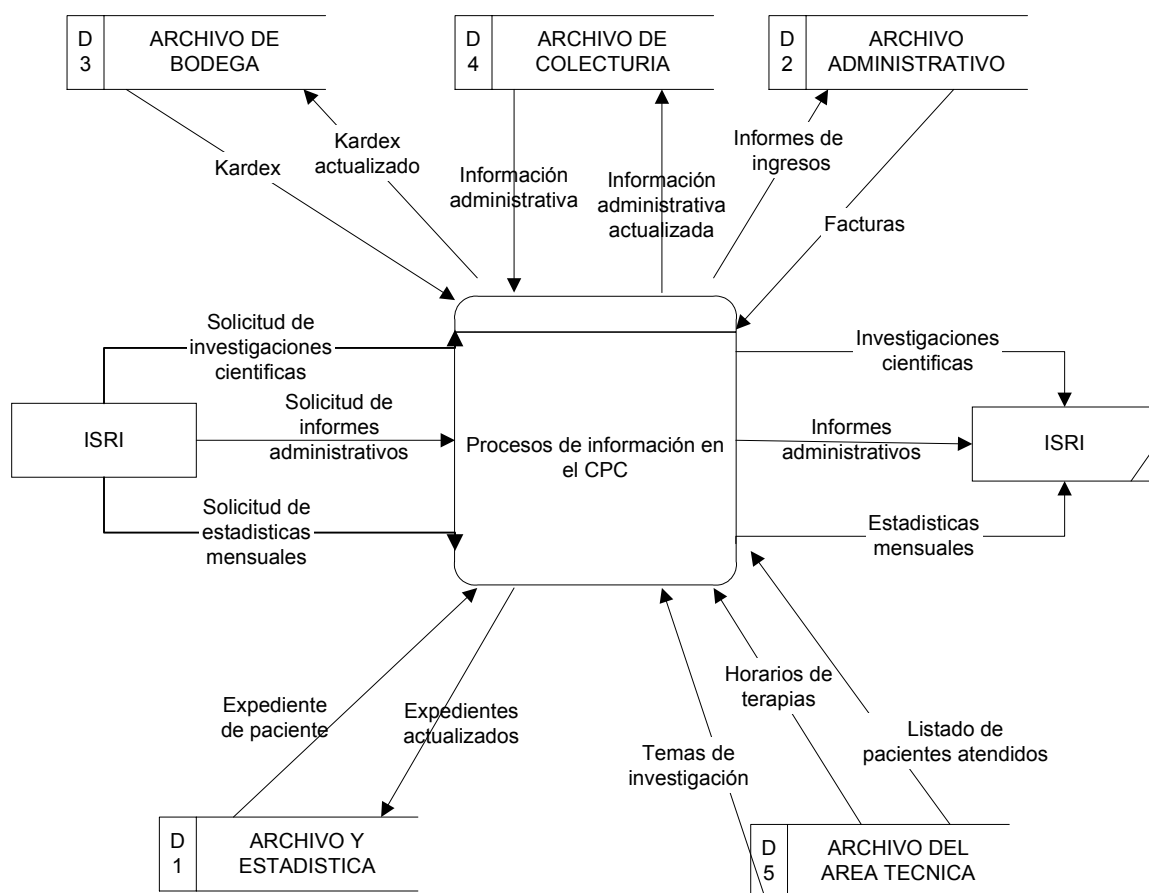 D
3
ARCHIVO DE
BODEGA
D
4
ARCHIVO DE
COLECTURIA
D
2
ARCHIVO
ADMINISTRATIVO
Kardex
Kardex
actualizado
Información
administrativa
Información
administrativa
actualizada
Informes de
ingresos
Facturas
Solicitud de
investigaciones
cientificas
Solicitud de
informes
administrativos
Solicitud de
estadisticas
mensuales
ISRI
Procesos de información en
el CPC
Investigaciones
cientificas
Informes
administrativos
Estadisticas
mensuales
ISRI
Expediente
de paciente
Expedientes
actualizados
Temas de
investigación
Horarios de
terapias
Listado de
pacientes atendidos
D
1
ARCHIVO Y
ESTADISTICA
D
5
ARCHIVO DEL
AREA TECNICA